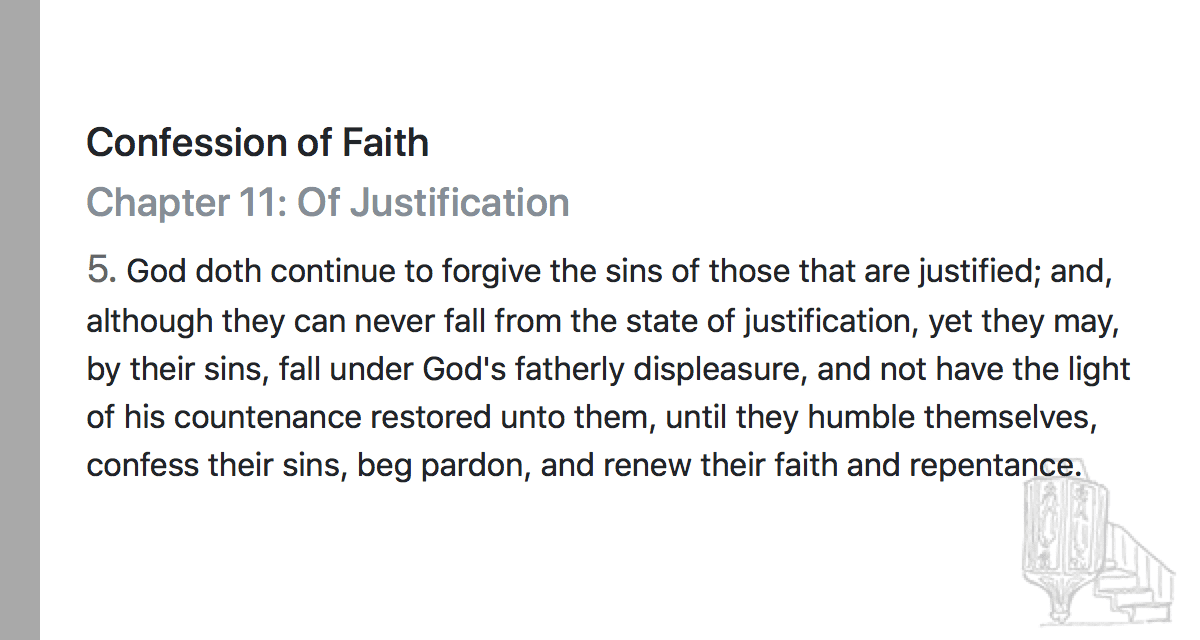 Confession of Faith
Chapter 11: Of Justification
5. God doth continue to forgive the sins of those that are justified; and,
although they can never fall from the state of justification, yet they may,
by their sins, fall under God's fatherly displeasure, and not have the light
of his countenance restored unto them, until they humble themselves,
confess their sins, beg pardon, and renew their faith and repentance.